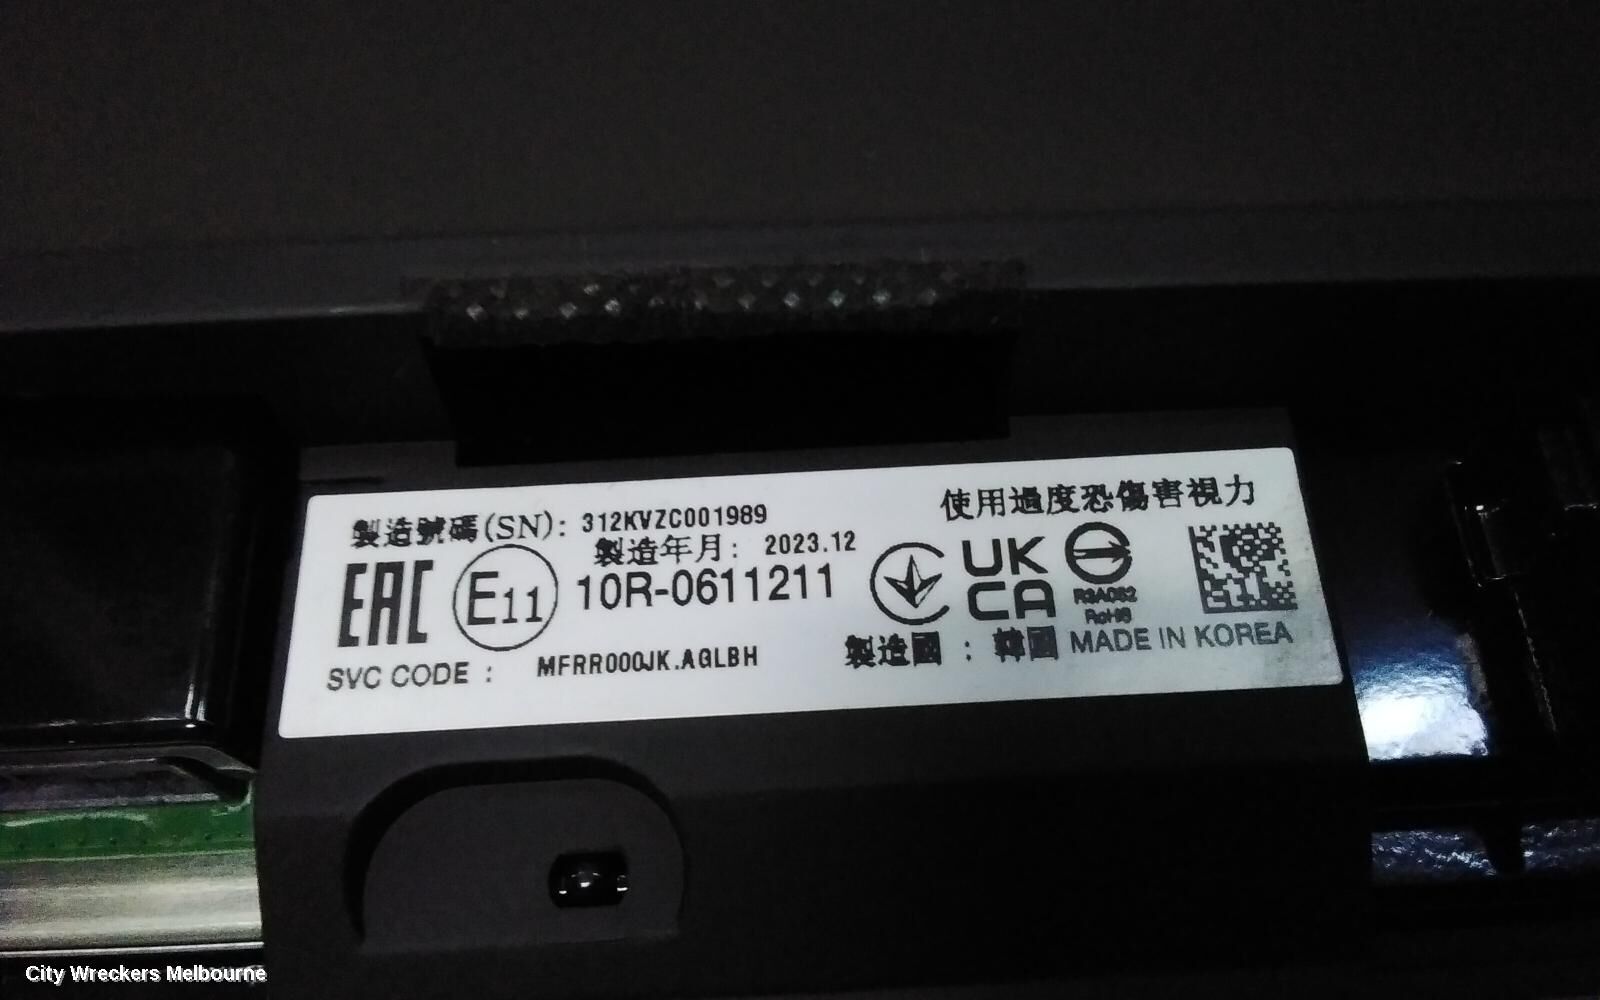 使用過度恐傷害視力
製造號碼(SN): 312KVZC001989
製造年月: 2023.12
EAC E11 10R-0611211 UK CA
R3A082
RoHS
SVC CODE : MFRR000JK.AGLBH
製造國 : 韓國 MADE IN KOREA
City Wreckers Melbourne